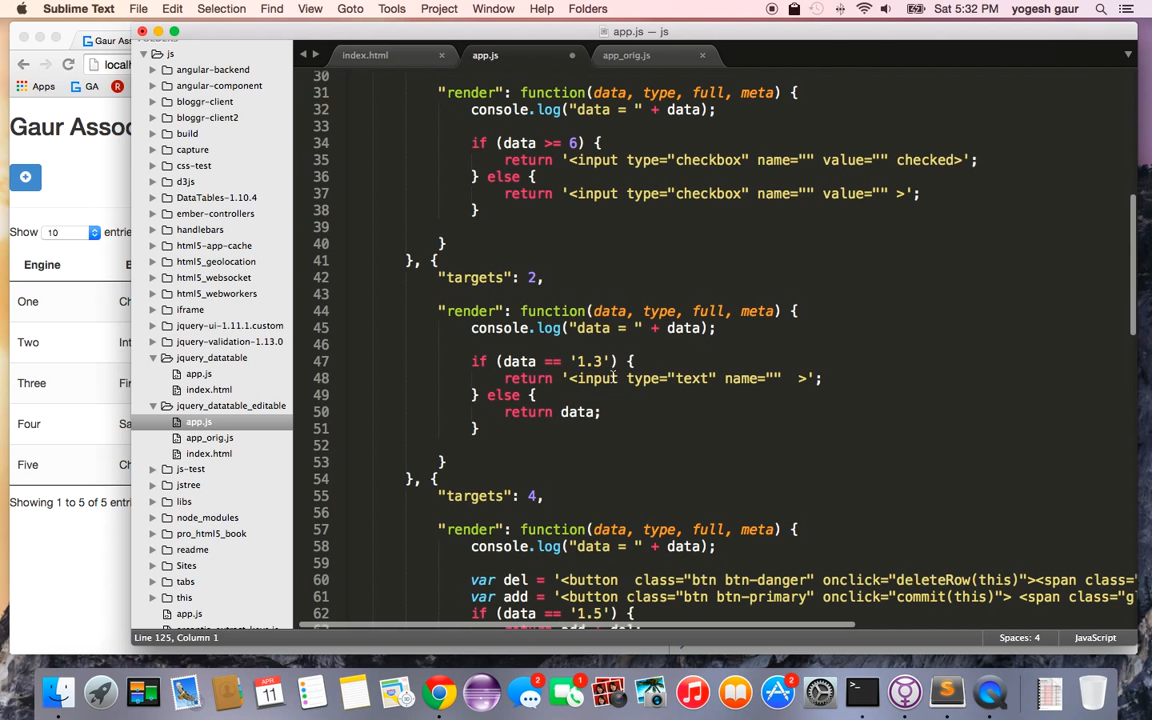 Sublime Text File Edit Selection Find View Goto Tools Project Window Help Folders Sat 5:32 PM yogesh gaur
app.js — js
Gaur Ass
index.html
app.js
app_orig.js
local
Apps GA
Gaur Assoc
Show 10 entrie
Engine
One Ch
Two Int
Three Fi
Four Sa
Five Ch
Showing 1 to 5 of 5 entri
js
angular-backend
angular-component
bloggr-client
bloggr-client2
build
capture
css-test
d3js
DataTables-1.10.4
ember-controllers
handlebars
html5-app-cache
html5_geolocation
html5_websocket
html5_webworkers
iframe
jquery-ui-1.11.1.custom
jquery-validation-1.13.0
jquery_datatable
app.js
index.html
jquery_datatable_editable
app.js
app_orig.js
index.html
js-test
jstree
libs
node_modules
pro_html5_book
readme
Sites
tabs
this
app.js
30
31 "render": function(data, type, full, meta) {
32 console.log("data = " + data);
33
34 if (data >= 6) {
35 return '<input type="checkbox" name="" value="" checked>';
36 } else {
37 return '<input type="checkbox" name="" value="" >';
38 }
39
40 }
41 }, {
42 "targets": 2,
43
44 "render": function(data, type, full, meta) {
45 console.log("data = " + data);
46
47 if (data == '1.3') {
48 return '<input type="text" name=""  >';
49 } else {
50 return data;
51 }
52
53 }
54 }, {
55 "targets": 4,
56
57 "render": function(data, type, full, meta) {
58 console.log("data = " + data);
59
60 var del = '<button  class="btn btn-danger" onclick="deleteRow(this)"><span class=
61 var add = '<button class="btn btn-primary" onclick="commit(this)"> <span class="g
62 if (data == '1.5') {
Line 125, Column 1 Spaces: 4 JavaScript